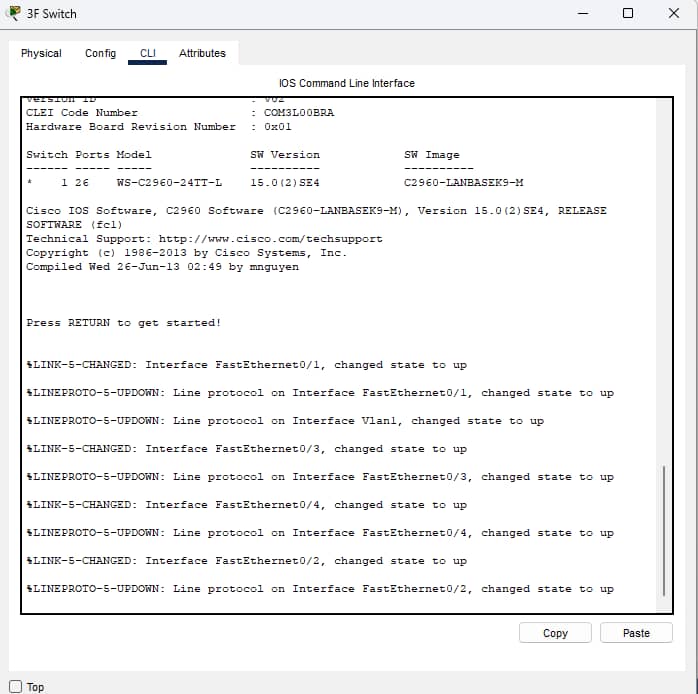 3F Switch
Physical Config CLI Attributes
IOS Command Line Interface
Version ID : V02
CLEI Code Number : COM3L00BRA
Hardware Board Revision Number : 0x01
Switch Ports Model SW Version SW Image
------ ----- ----- ---------- ----------
* 1 26 WS-C2960-24TT-L 15.0(2)SE4 C2960-LANBASEK9-M
Cisco IOS Software, C2960 Software (C2960-LANBASEK9-M), Version 15.0(2)SE4, RELEASE
SOFTWARE (fc1)
Technical Support: http://www.cisco.com/techsupport
Copyright (c) 1986-2013 by Cisco Systems, Inc.
Compiled Wed 26-Jun-13 02:49 by mnguyen
Press RETURN to get started!
%LINK-5-CHANGED: Interface FastEthernet0/1, changed state to up
%LINEPROTO-5-UPDOWN: Line protocol on Interface FastEthernet0/1, changed state to up
%LINEPROTO-5-UPDOWN: Line protocol on Interface Vlan1, changed state to up
%LINK-5-CHANGED: Interface FastEthernet0/3, changed state to up
%LINEPROTO-5-UPDOWN: Line protocol on Interface FastEthernet0/3, changed state to up
%LINK-5-CHANGED: Interface FastEthernet0/4, changed state to up
%LINEPROTO-5-UPDOWN: Line protocol on Interface FastEthernet0/4, changed state to up
%LINK-5-CHANGED: Interface FastEthernet0/2, changed state to up
%LINEPROTO-5-UPDOWN: Line protocol on Interface FastEthernet0/2, changed state to up
Copy Paste
Top